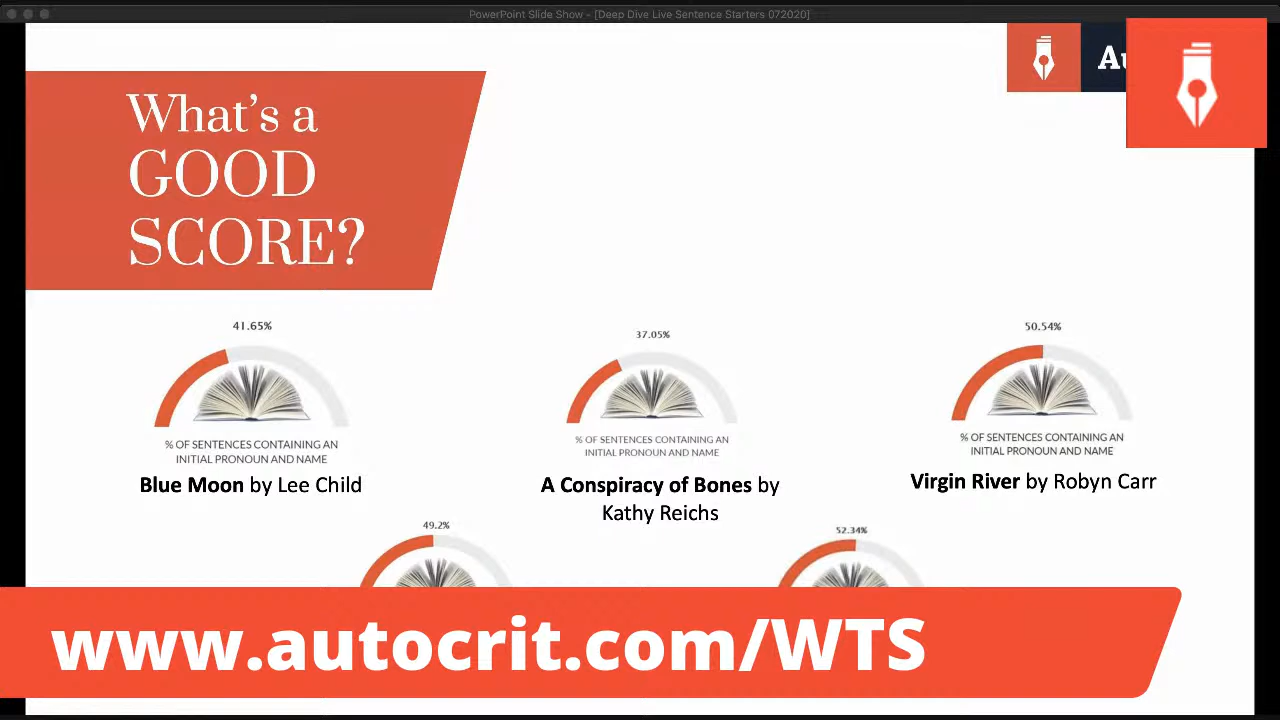 PowerPoint Slide Show - [Deep Dive Live Sentence Starters 072020]
Au
What's a
GOOD
SCORE?
41.65%
% OF SENTENCES CONTAINING AN
INITIAL PRONOUN AND NAME
Blue Moon by Lee Child
37.05%
% OF SENTENCES CONTAINING AN
INITIAL PRONOUN AND NAME
A Conspiracy of Bones by
Kathy Reichs
50.54%
% OF SENTENCES CONTAINING AN
INITIAL PRONOUN AND NAME
Virgin River by Robyn Carr
49.2%
52.34%
www.autocrit.com/WTS